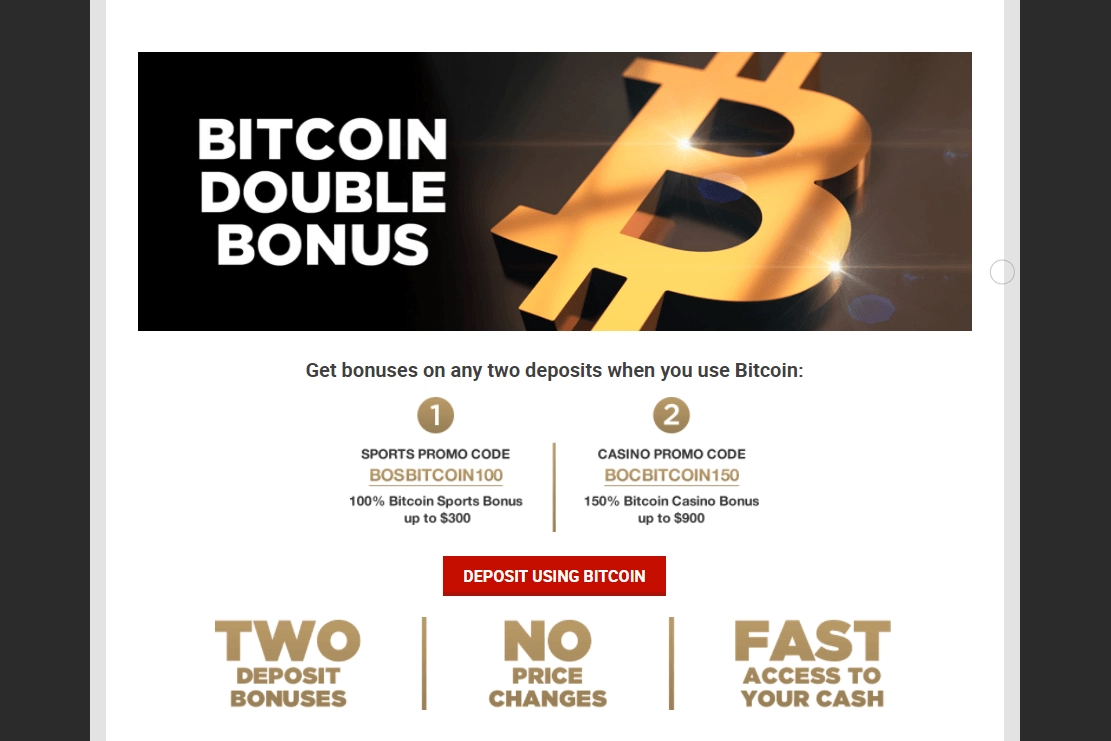 BITCOIN
DOUBLE
BONUS
Get bonuses on any two deposits when you use Bitcoin:
1
SPORTS PROMO CODE
BOSBITCOIN100
100% Bitcoin Sports Bonus
up to $300
2
CASINO PROMO CODE
BOCBITCOIN150
150% Bitcoin Casino Bonus
up to $900
DEPOSIT USING BITCOIN
TWO
DEPOSIT
BONUSES
NO
PRICE
CHANGES
FAST
ACCESS TO
YOUR CASH